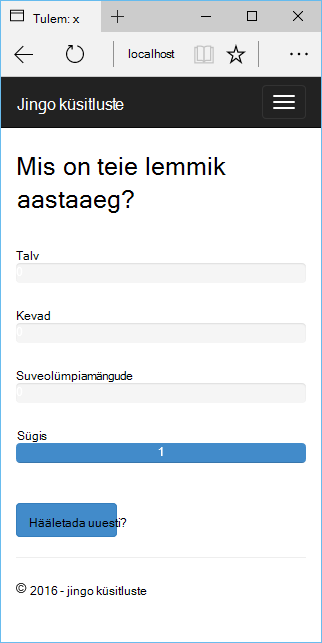 Tulem: x
localhost
Jingo küsitluste
Mis on teie lemmik
aastaaeg?
Talv
0
Kevad
0
Suveolümpiamängude
0
Sügis
1
Hääletada uuesti?
© 2016 - jingo küsitluste